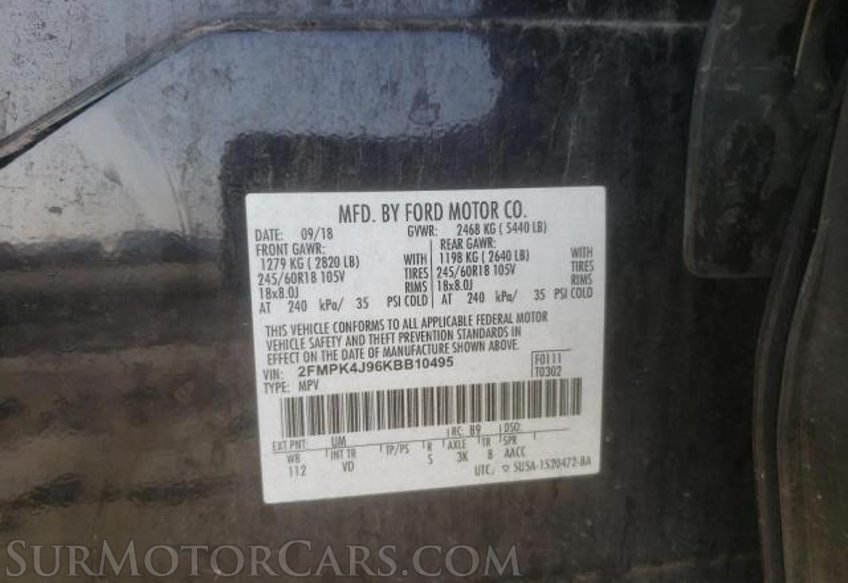 MFD. BY FORD MOTOR CO.
DATE: 09/18 GVWR: 2468 KG ( 5440 LB)
FRONT GAWR: REAR GAWR:
1279 KG ( 2820 LB) WITH 1198 KG ( 2640 LB) WITH
245/60R18 105V TIRES 245/60R18 105V TIRES
18x8.0J RIMS 18x8.0J RIMS
AT 240 kPa/ 35 PSI COLD AT 240 kPa/ 35 PSI COLD
THIS VEHICLE CONFORMS TO ALL APPLICABLE FEDERAL MOTOR
VEHICLE SAFETY AND THEFT PREVENTION STANDARDS IN
EFFECT ON THE DATE OF MANUFACTURE SHOWN ABOVE.
VIN: 2FMPK4J96KBB10495 F0111
TYPE: MPV T0302
EXT PNT: UM RC: B9 DSO:
WB INT TR TP/PS R AXLE TR SPR
112 VD S 3K 8 AACC
UTC
SurMotorCars.com